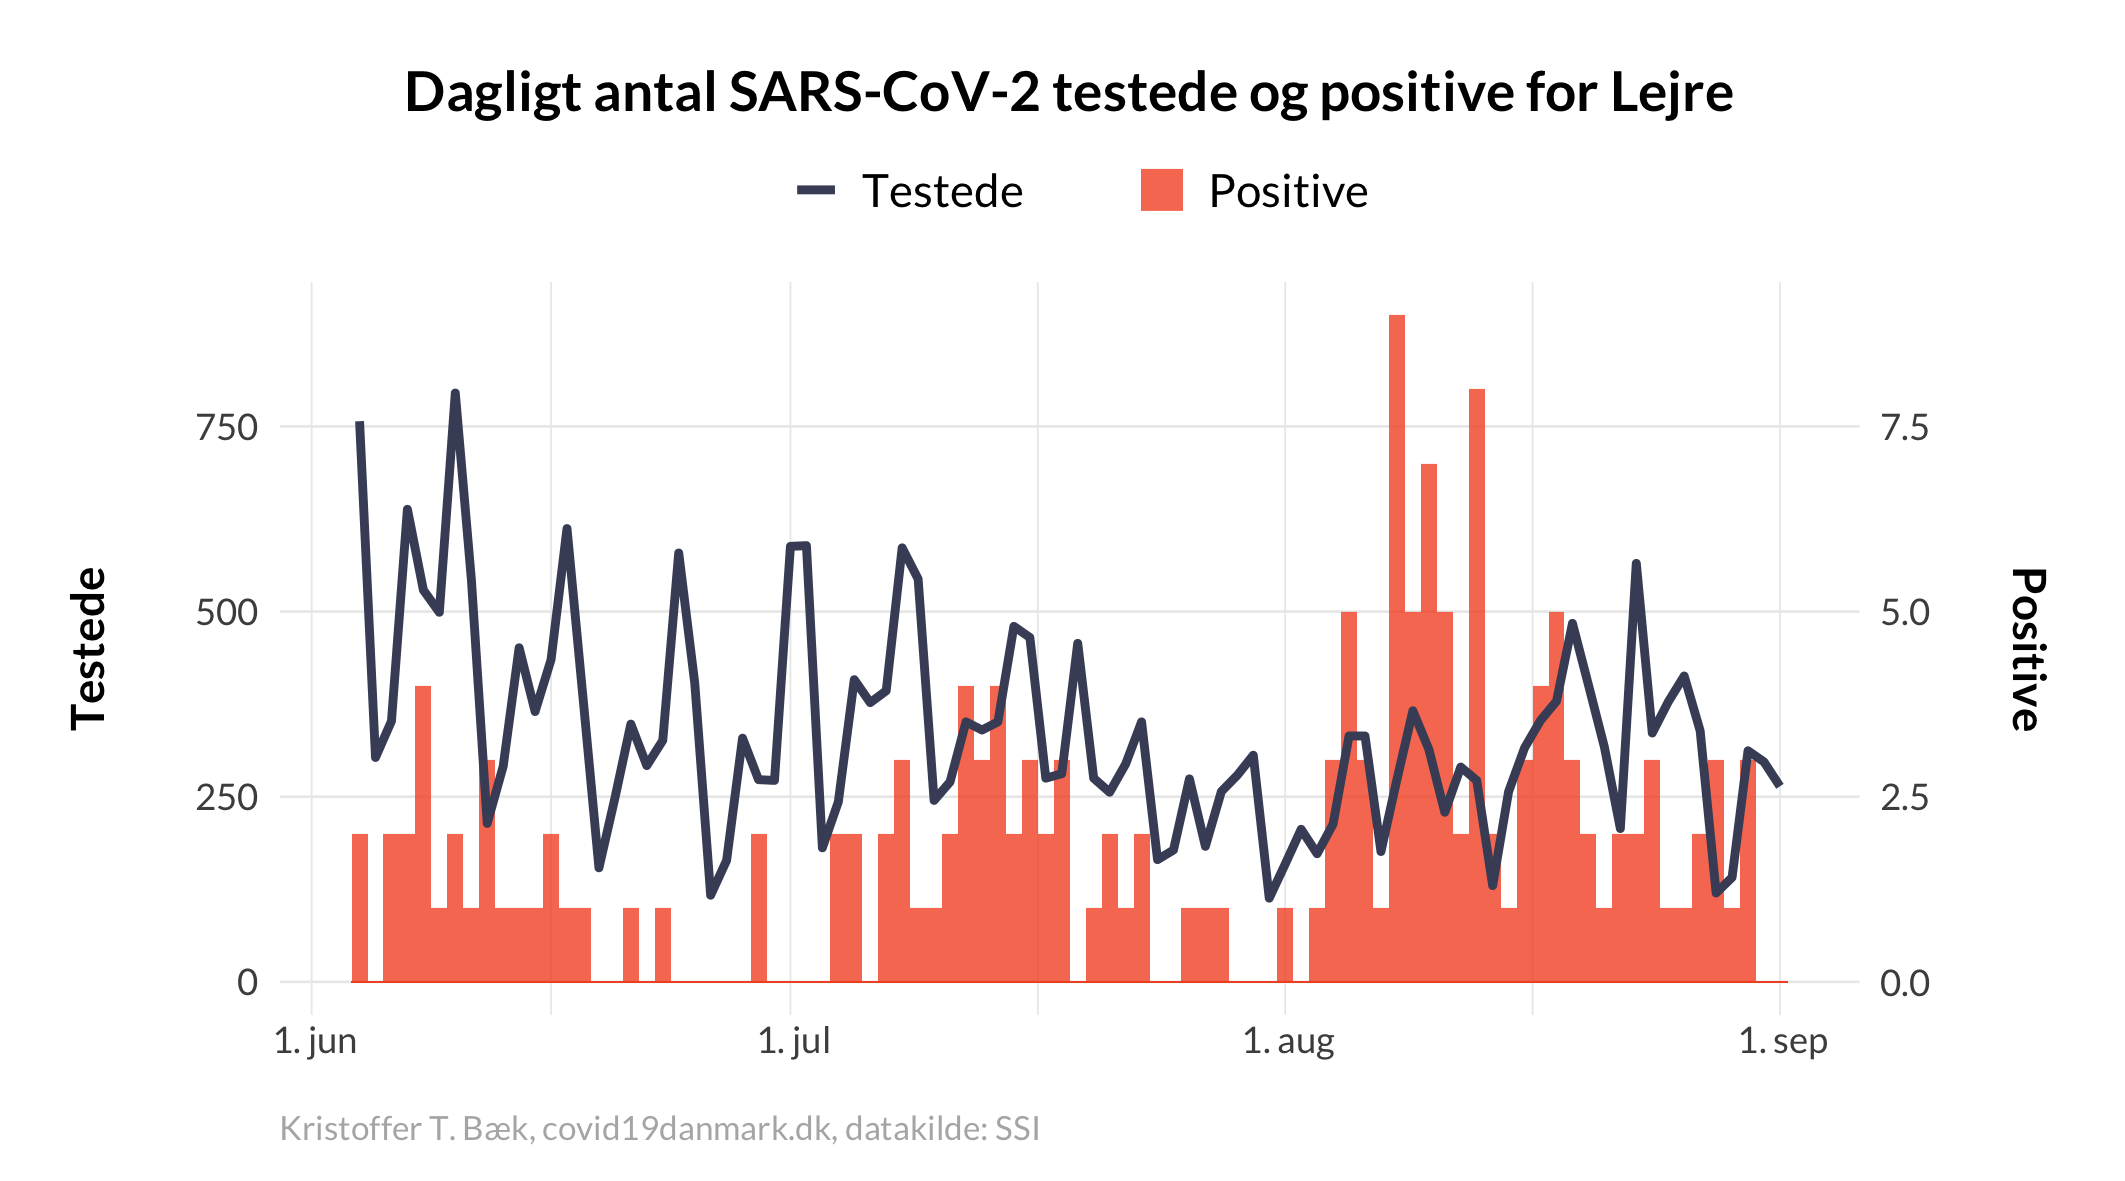 Dagligt antal SARS-CoV-2 testede og positive for Lejre
Testede
Positive
Testede
750
500
250
0
7.5
5.0
2.5
0.0
Positive
1. jun
1. jul
1. aug
1. sep
Kristoffer T. Bæk, covid19danmark.dk, datakilde: SSI